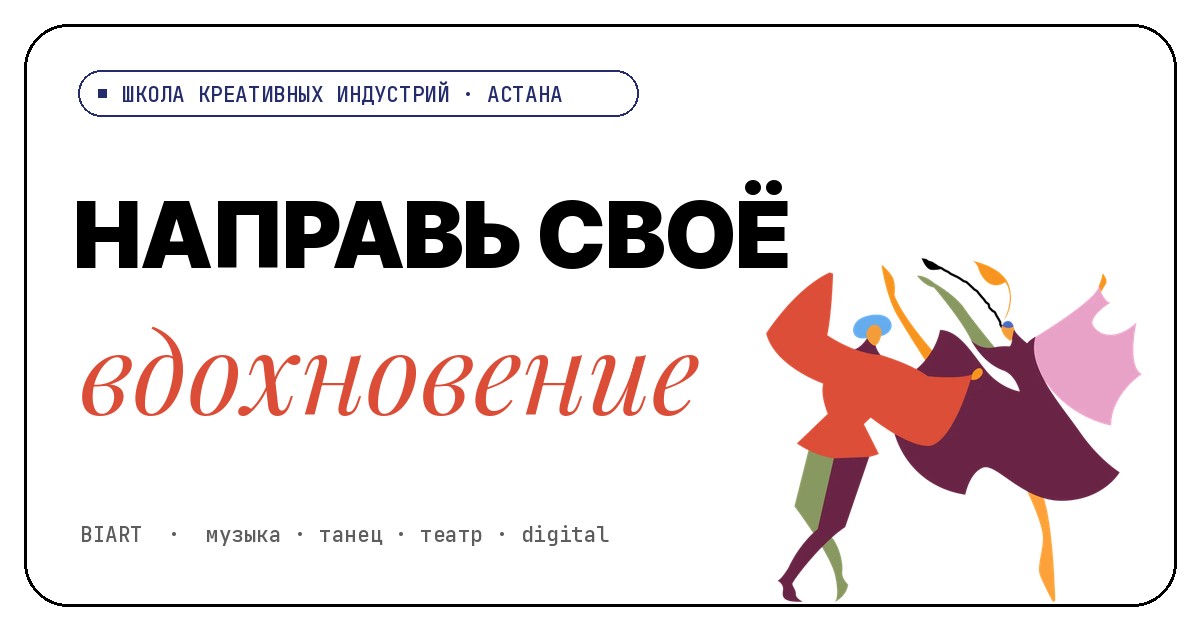 ШКОЛА КРЕАТИВНЫХ ИНДУСТРИЙ · АСТАНА
НАПРАВЬ СВОЁ
вдохновение
BIART · музыка · танец · театр · digital